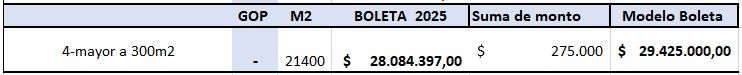 GOP M2 BOLETA 2025 Suma de monto Modelo Boleta
4-mayor a 300m2 - 21400 $ 28.084.397,00 $ 275.000 $ 29.425.000,00